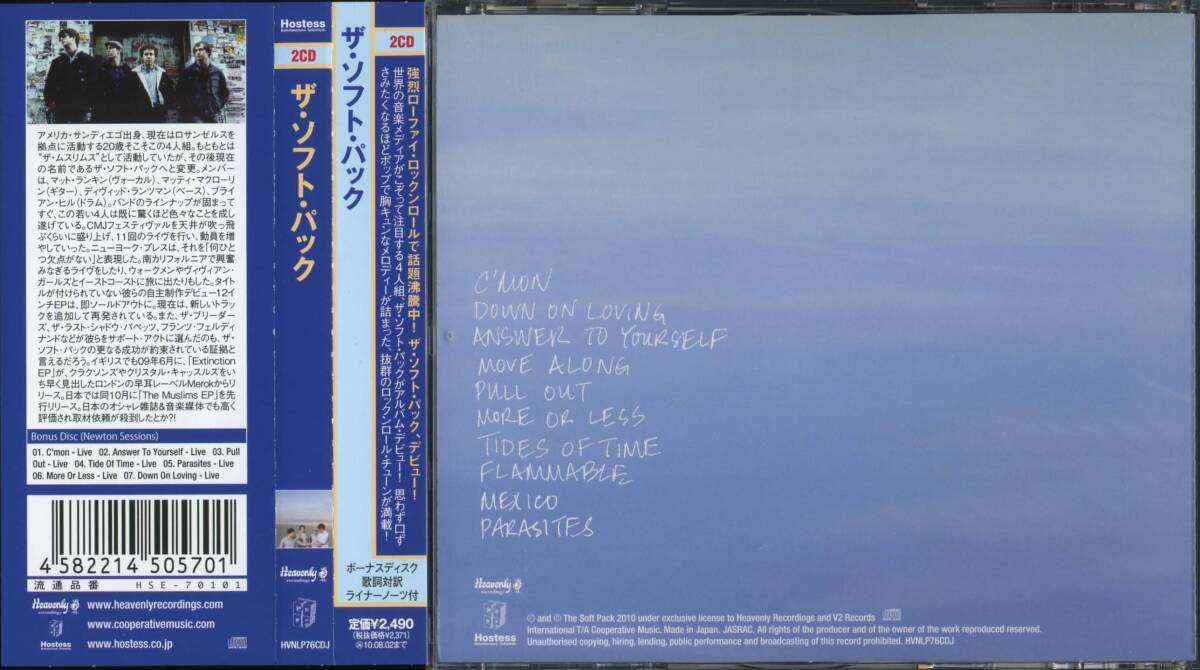 アメリカ・サンディエゴ出身、現在はロサンゼルスを
拠点に活動する20歳そこそこの4人組。もともとは
"ザ・ムスリムス"として活動していたが、その後現在
の名前であるザ・ソフト・パックへと変更。メンバー
は、マット・ランキン(ヴォーカル)、マッティ・マクローリ
ン(ギター)、ディヴィッド・ランツマン(ベース)、ブライ
アン・ヒル(ドラム)。バンドのラインナップが固まって
すぐ、この若い4人は既に驚くほど色々なことを成し
遂げている。CMJフェスティヴァルを天井が吹っ飛
ぶくらいに盛り上げ、11回のライヴを行い、動員を増
やしていった。ニューヨーク・プレスは、それを「何ひと
つ欠点がない」と表現した。南カリフォルニアで興奮
みなぎるライヴをしたり、ウォークメンやヴィヴィアン・
ガールズとイーストコーストに旅に出たりもした。タイト
ルが付けられていない彼らの自主制作デビュー12イ
ンチEPは、即ソールドアウトに。現在は、新しいトラッ
クを追加して再発されている。また、ザ・ブリーダー
ズ、ザ・ラスト・シャドウ・パペッツ、フランツ・フェルディ
ナンドなどが彼らをサポート・アクトに選んだのも、ザ・
ソフト・パックの更なる成功が約束されている証拠と
言えるだろう。イギリスでも09年6月に、「Extinction
EP」が、クラクソンズやクリスタル・キャッスルズをい
ち早く見出したロンドンの早耳レーベルMerokからリ
リース。日本では同10月に「The Muslims EP」を先
行リリース。日本のオシャレ雑誌&音楽媒体でも高く
評価され取材依頼が殺到したとか?!
Bonus Disc (Newton Sessions)
01. C'mon - Live 02. Answer To Yourself - Live 03. Pull
Out - Live 04. Tide Of Time - Live 05. Parasites - Live
06. More Or Less - Live 07. Down On Loving - Live
4 582214 505701
流通品番 HSE-70101
Heavenly
recordings
www.heavenlyrecordings.com
www.cooperativemusic.com
Hostess
www.hostess.co.jp
Hostess
2CD
ザ・ソフト・パック
Heavenly
recordings
HVNLP76CDJ
ザ・ソフト・パック
2CD
強烈ローファイ・ロックンロールで話題沸騰中!ザ・ソフト・パック、デビュー!
世界の音楽メディアがこぞって注目する4人組、ザ・ソフト・パックがアルバム・デビュー! 思わず口ず
さみたくなるほどポップで胸キュンなメロディーが詰まった、抜群のロックンロール・チューンが満載!
ボーナスディスク
歌詞対訳
ライナーノーツ付
定価¥2,490
(税抜価格¥2,371)
10.08.02まで
C'MON
DOWN ON LOVING
ANSWER TO YOURSELF
MOVE ALONG
PULL OUT
MORE OR LESS
TIDES OF TIME
FLAMMABLE
MEXICO
PARASITES
Heavenly
recordings
Hostess
℗ and © The Soft Pack 2010 under exclusive license to Heavenly Recordings and V2 Records
International T/A Cooperative Music. Made in Japan. JASRAC. All rights of the producer and of the owner of the work reproduced reserved.
Unauthorised copying, hiring, lending, public performance and broadcasting of this record prohibited. HVNLP76CDJ